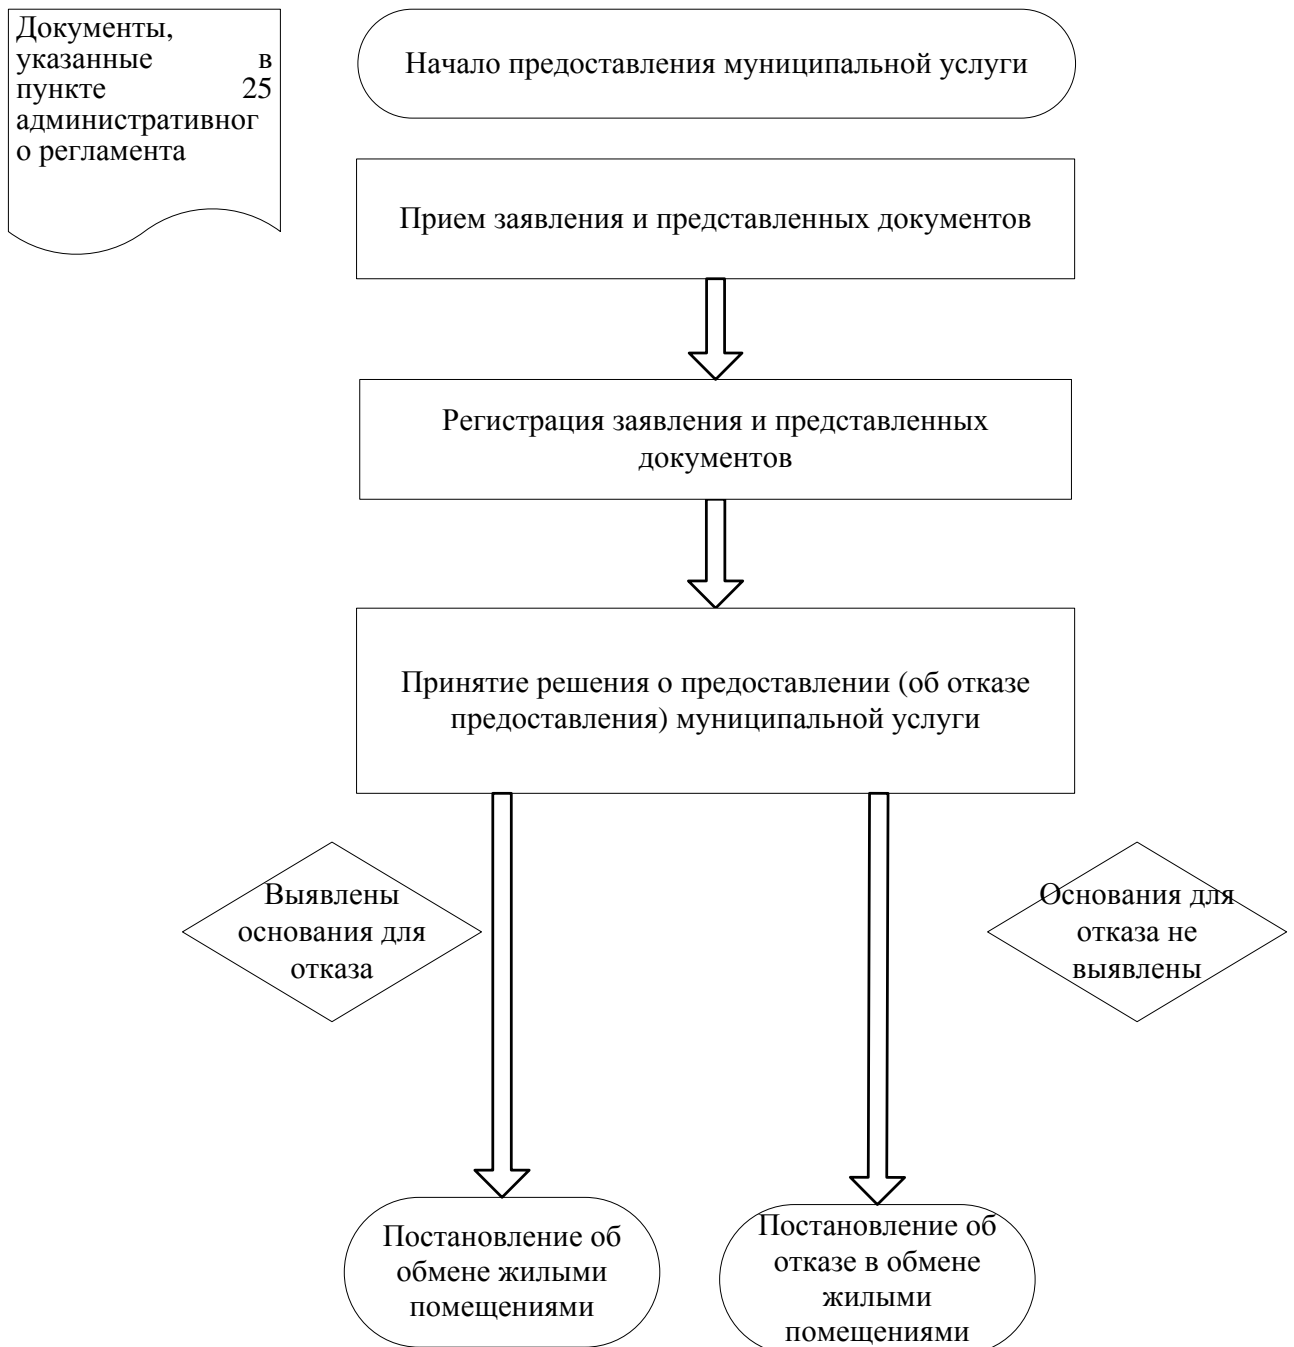 Документы,
указанные в
пункте 25
административног
о регламента
Начало предоставления муниципальной услуги
Прием заявления и представленных документов
Регистрация заявления и представленных
документов
Принятие решения о предоставлении (об отказе
предоставления) муниципальной услуги
Выявлены
основания для
отказа
Основания для
отказа не
выявлены
Постановление об
обмене жилыми
помещениями
Постановление об
отказе в обмене
жилыми
помещениями